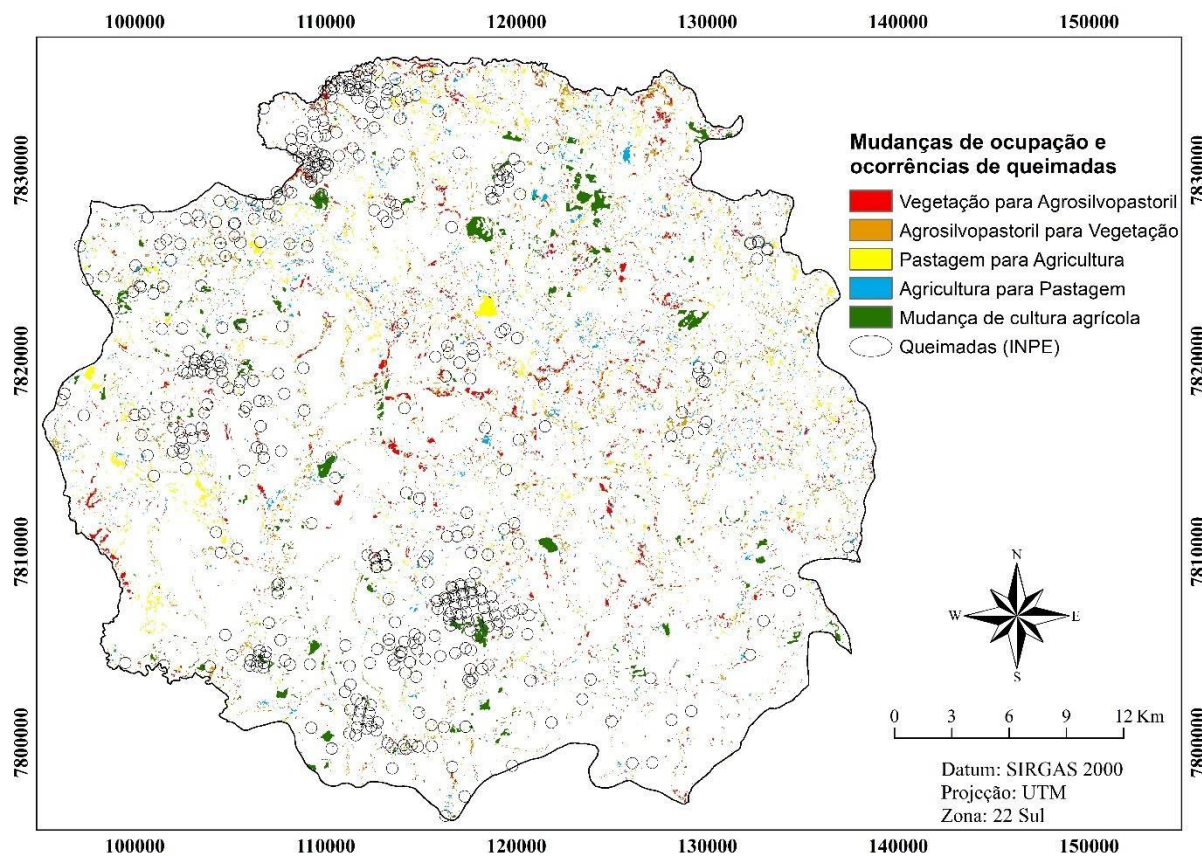 100000 110000 120000 130000 140000 150000
7830000 7830000
7820000 7820000
7810000 7810000
7800000 7800000
Mudanças de ocupação e
ocorrências de queimadas
Vegetação para Agrosilvopastoril
Agrosilvopastoril para Vegetação
Pastagem para Agricultura
Agricultura para Pastagem
Mudança de cultura agrícola
Queimadas (INPE)
N
W E
S
0 3 6 9 12 Km
Datum: SIRGAS 2000
Projeção: UTM
Zona: 22 Sul
100000 110000 120000 130000 140000 150000